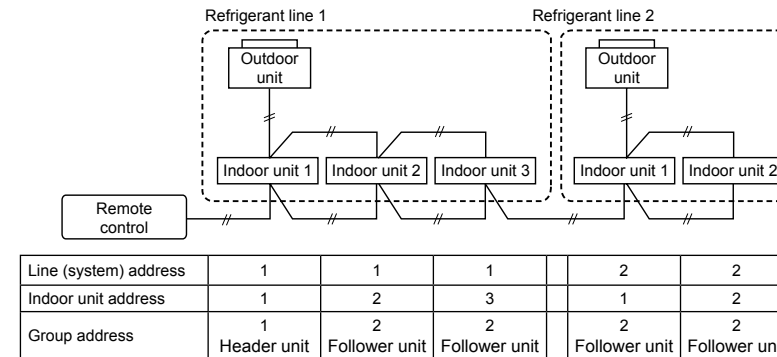 Refrigerant line 1
Refrigerant line 2
Outdoor
unit
Outdoor
unit
Indoor unit 1
Indoor unit 2
Indoor unit 3
Indoor unit 1
Indoor unit 2
Remote
control
Line (system) address 1 1 1 2 2
Indoor unit address 1 2 3 1 2
Group address
1 2 2 2 2
Header unit Follower unit Follower unit Follower unit Follower